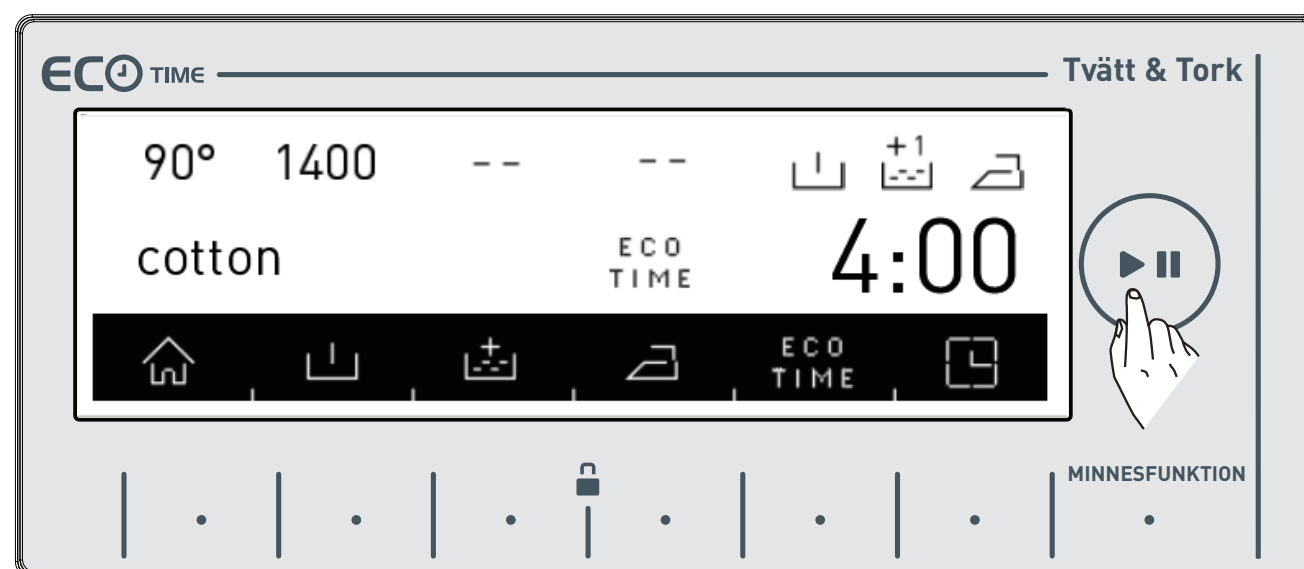 ECO TIME
Tvätt & Tork
90° 1400 -- -- +1
cotton ECO TIME 4:00
+ ECO TIME
MINNESFUNKTION